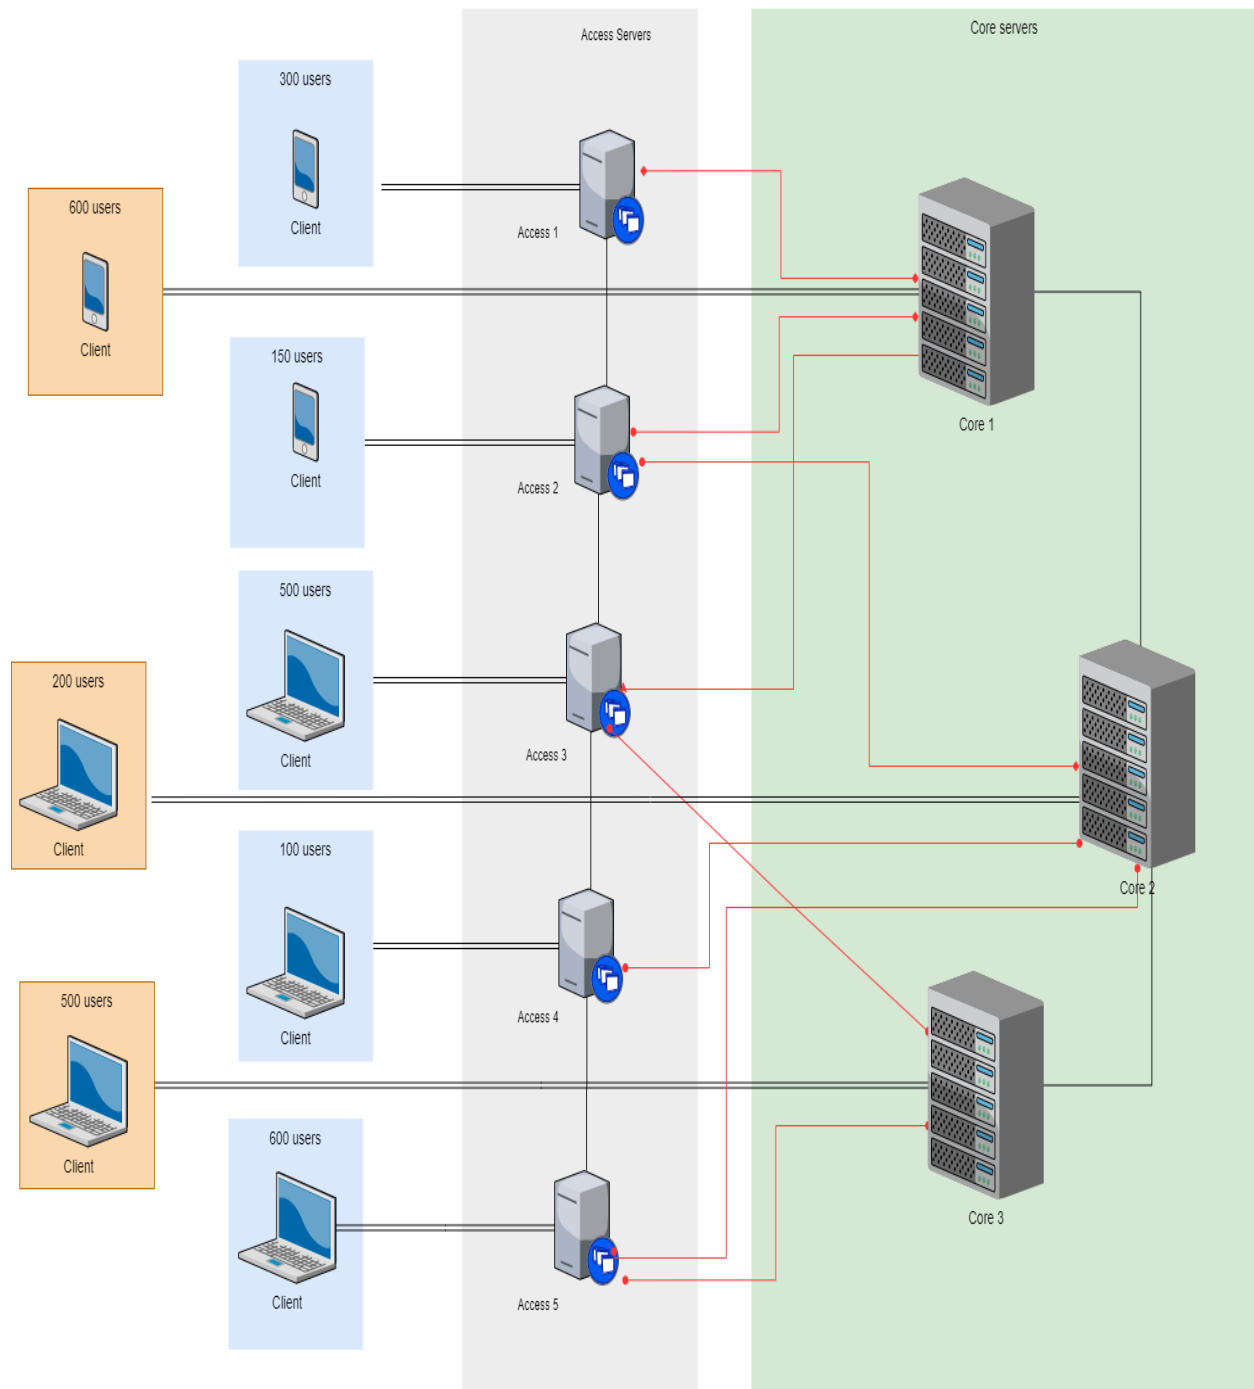 Access Servers
Core servers
300 users
Client
Access 1
600 users
Client
150 users
Client
Access 2
Core 1
500 users
Client
Access 3
200 users
Client
100 users
Client
Access 4
Core 2
500 users
Client
600 users
Client
Access 5
Core 3